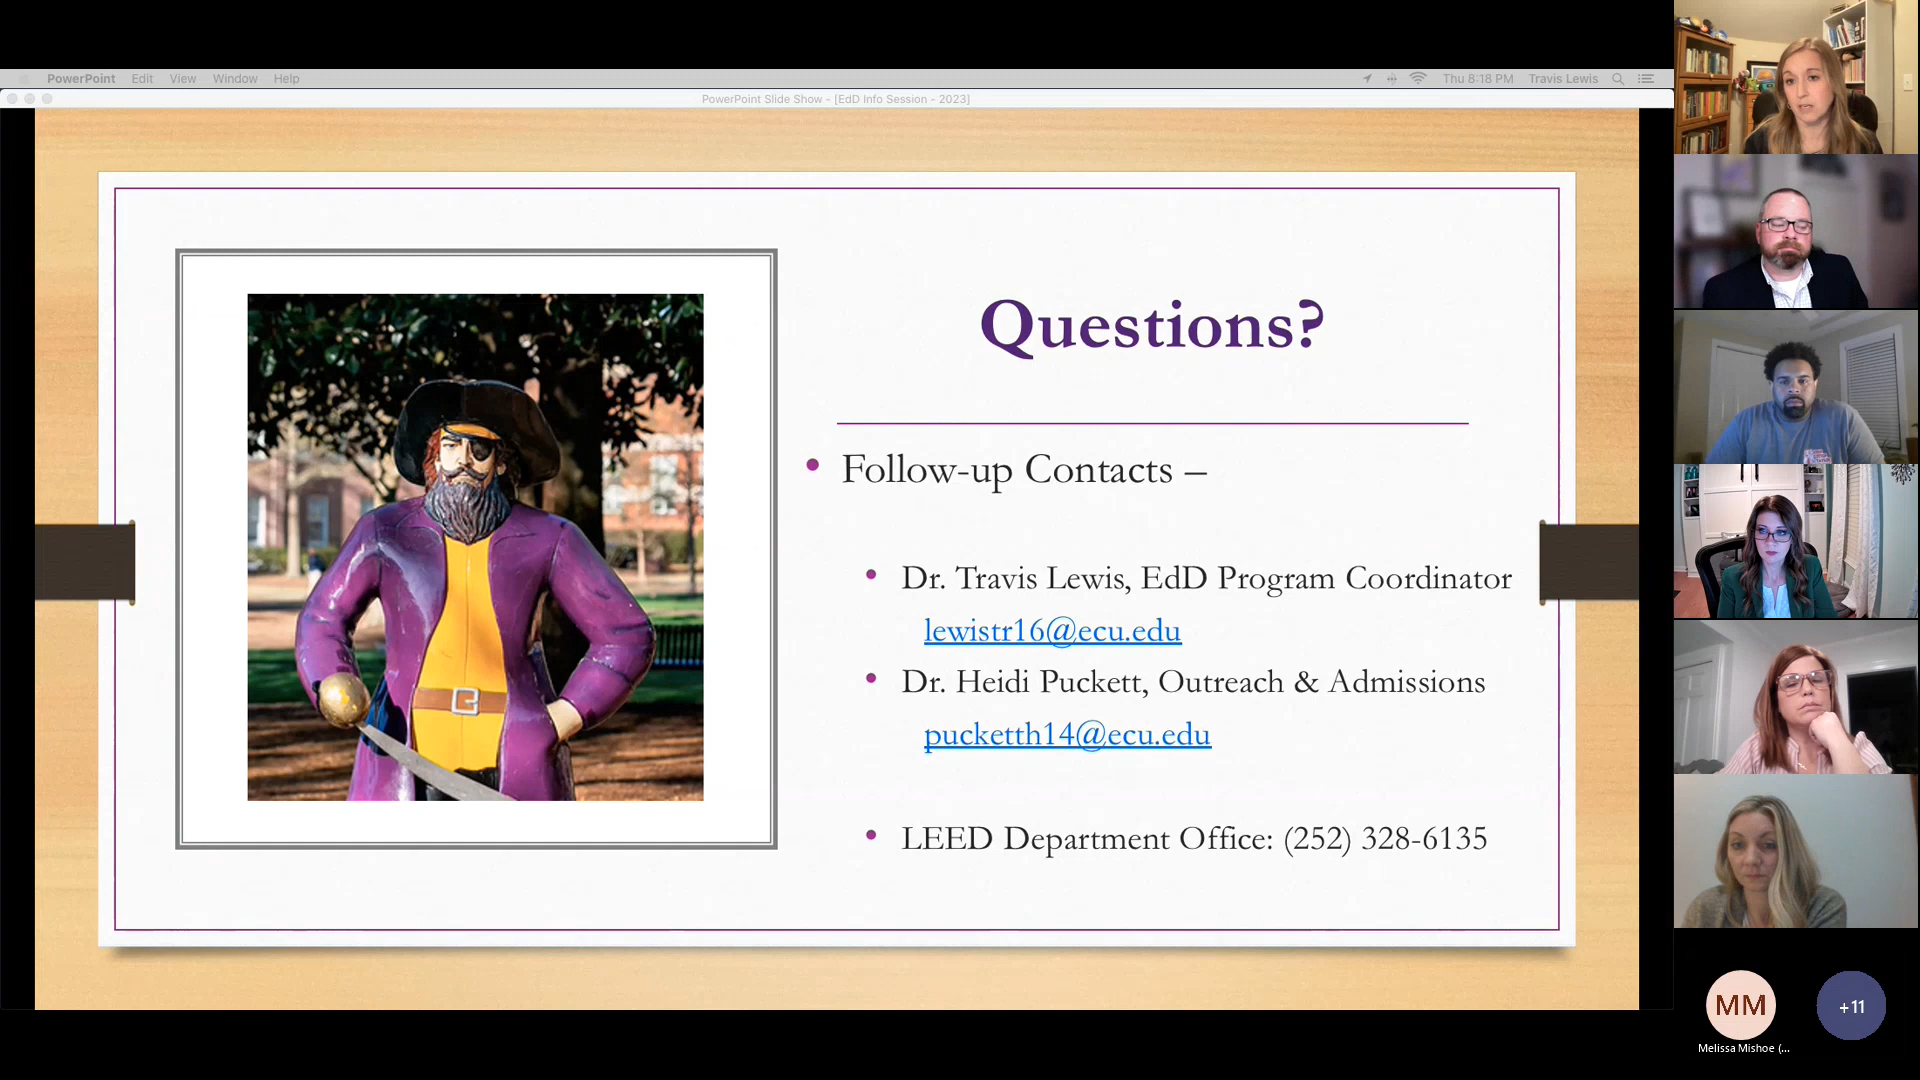 PowerPoint Edit View Window Help Thu 8:18 PM Travis Lewis
PowerPoint Slide Show - [EdD Info Session - 2023]
Questions?
Follow-up Contacts –
Dr. Travis Lewis, EdD Program Coordinator
lewistr16@ecu.edu
Dr. Heidi Puckett, Outreach & Admissions
pucketth14@ecu.edu
LEED Department Office: (252) 328-6135
MM
+11
Melissa Mishoe (...